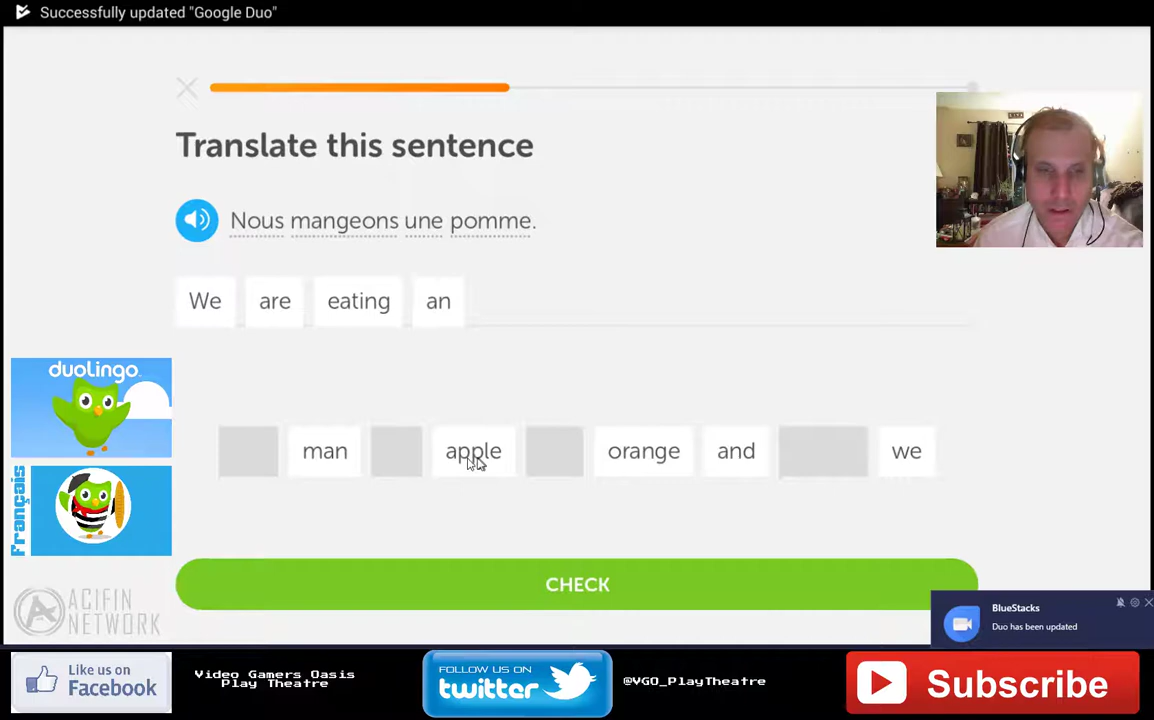 Successfully updated "Google Duo"
Translate this sentence
Nous mangeons une pomme.
We are eating an
duolingo
man apple orange and we
Français
CHECK
ACIFIN
NETWORK
BlueStacks
Duo has been updated
Like us on
Facebook
Video Gamers Oasis
Play Theatre
FOLLOW US ON
twitter
@VGO_PlayTheatre
Subscribe